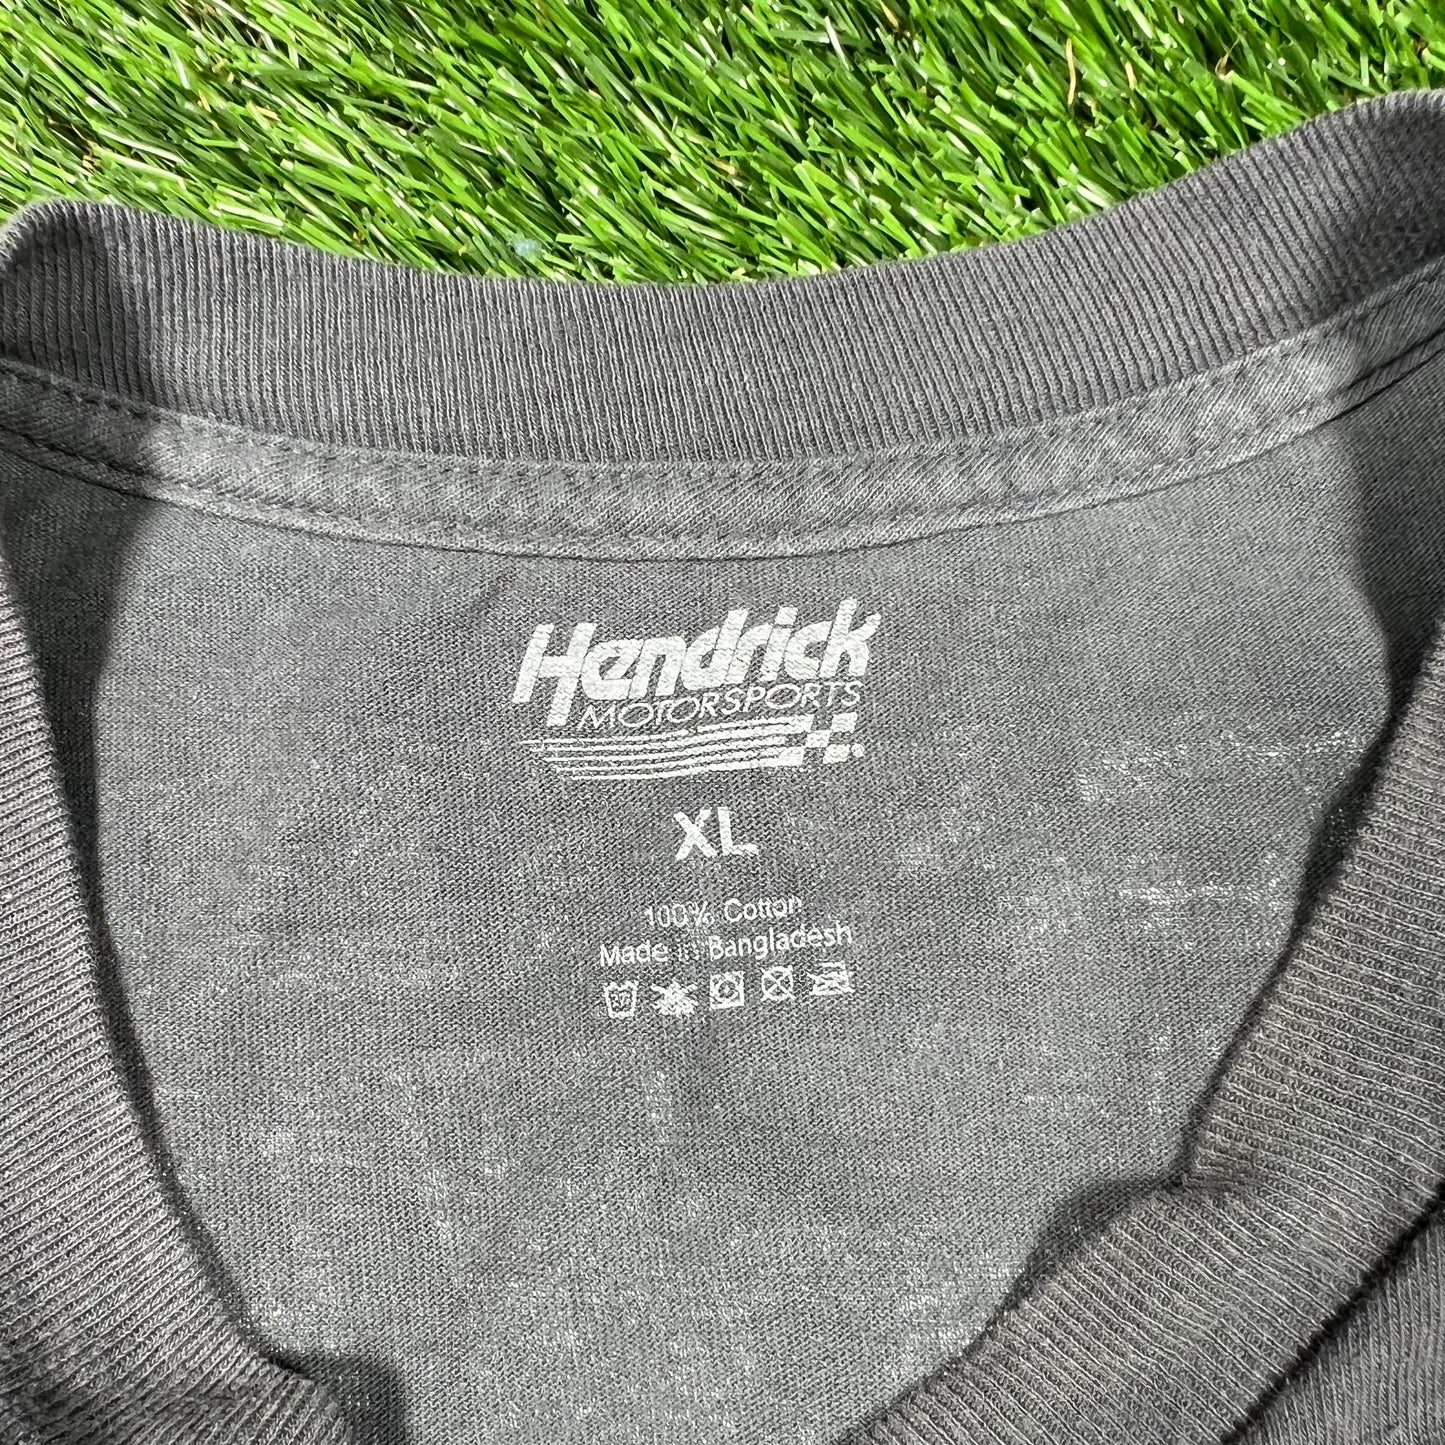 Hendrick
MOTORSPORTS
XL
100% Cotton
Made in Bangladesh